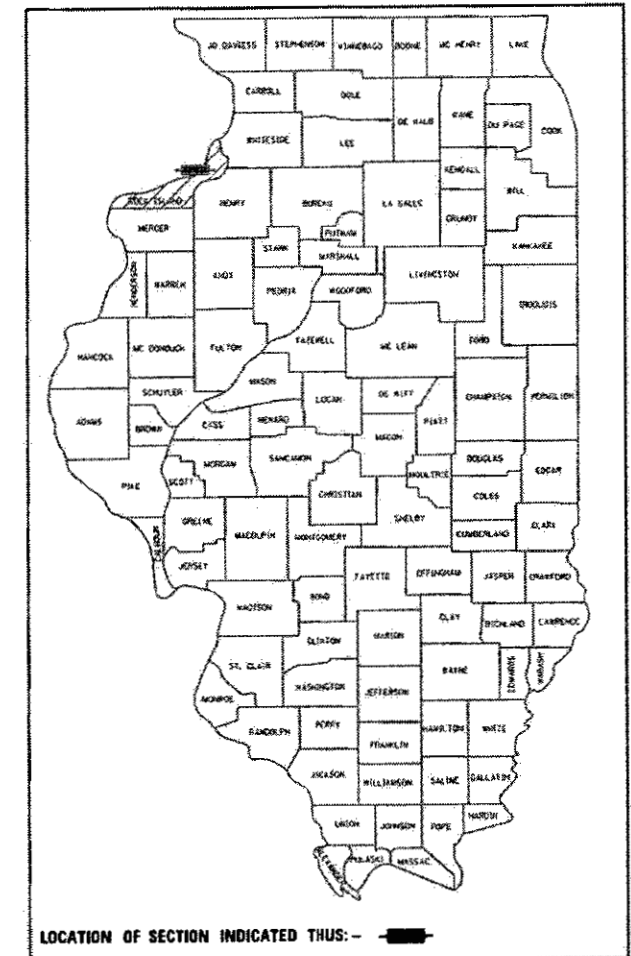 JO DAVIESS STEPHENSON WINNEBAGO BOONE MC HENRY LAKE
CARROLL OGLE DE KALB KANE DU PAGE COOK
WHITESIDE LEE
KENDALL WILL
ROCK ISLAND HENRY BUREAU LA SALLE GRUNDY
MERCER PUTNAM KANKAKEE
STARK MARSHALL
HENDERSON WARREN KNOX PEORIA WOODFORD LIVINGSTON IROQUOIS
HANCOCK MC DONOUGH FULTON TAZEWELL MC LEAN FORD
SCHUYLER MASON LOGAN DE WITT CHAMPAIGN VERMILION
ADAMS BROWN CASS MENARD MACON PIATT
PIKE SCOTT MORGAN SANGAMON MOULTRIE DOUGLAS EDGAR
CHRISTIAN COLES
GREENE MACOUPIN MONTGOMERY SHELBY CUMBERLAND CLARK
CALHOUN JERSEY FAYETTE EFFINGHAM JASPER CRAWFORD
MADISON BOND CLAY RICHLAND LAWRENCE
CLINTON MARION
ST. CLAIR WAYNE EDWARDS WABASH
WASHINGTON JEFFERSON
MONROE
RANDOLPH PERRY HAMILTON WHITE
FRANKLIN
JACKSON WILLIAMSON SALINE GALLATIN
UNION JOHNSON POPE HARDIN
ALEXANDER PULASKI MASSAC
LOCATION OF SECTION INDICATED THUS: -